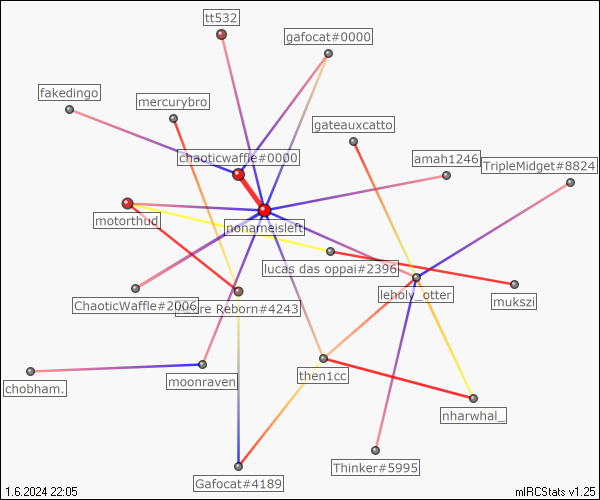 tt532
gafocat#0000
fakedingo
mercurybro
gateauxcatto
chaoticwaffle#0000
amah1246
TripleMidget#8824
motorthud
nonameisleft
lucas das oppai#2396
leholy_otter
ChaoticWaffle#2006
Reborn#4243
mukszi
moonraven
then1cc
chobham.
nharwhal_
Thinker#5995
Gafocat#4189
1.6.2024 22:05
mIRCStats v1.25